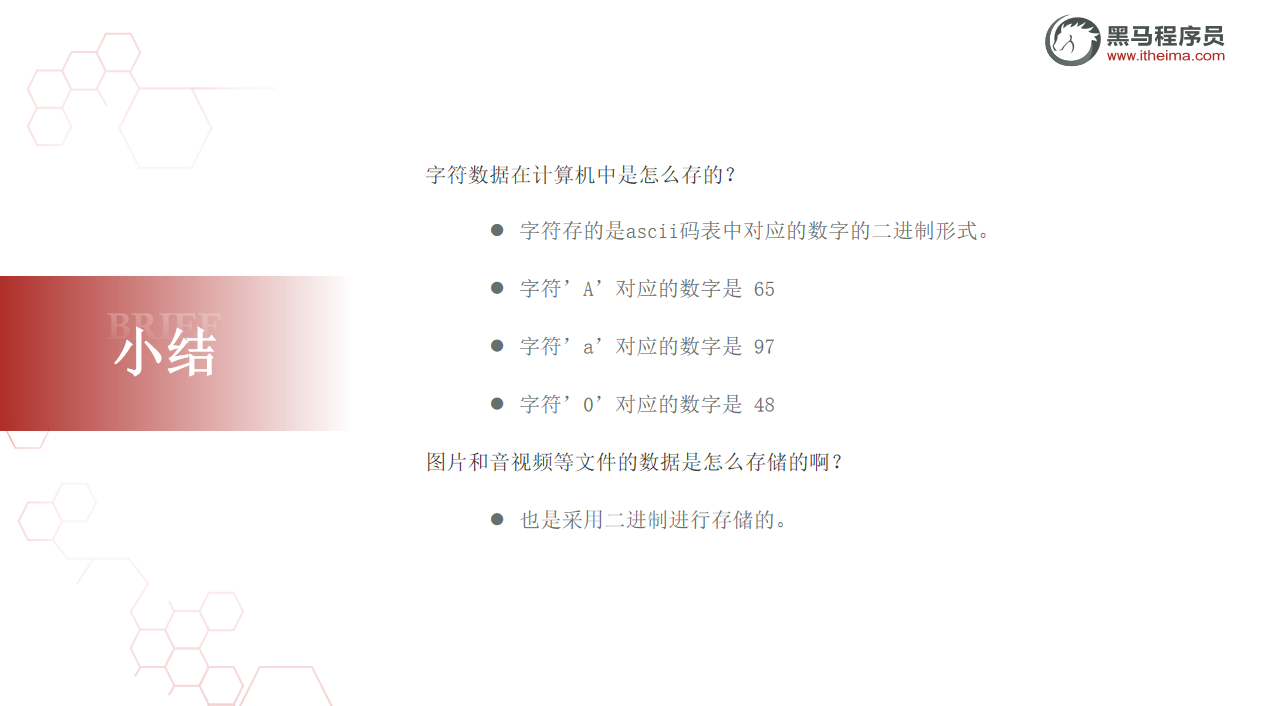 黑马程序员
www.itheima.com
字符数据在计算机中是怎么存的？
● 字符存的是ascii码表中对应的数字的二进制形式。
● 字符’A’对应的数字是 65
● 字符’a’对应的数字是 97
● 字符’0’对应的数字是 48
BRIEF
小结
图片和音视频等文件的数据是怎么存储的啊？
● 也是采用二进制进行存储的。